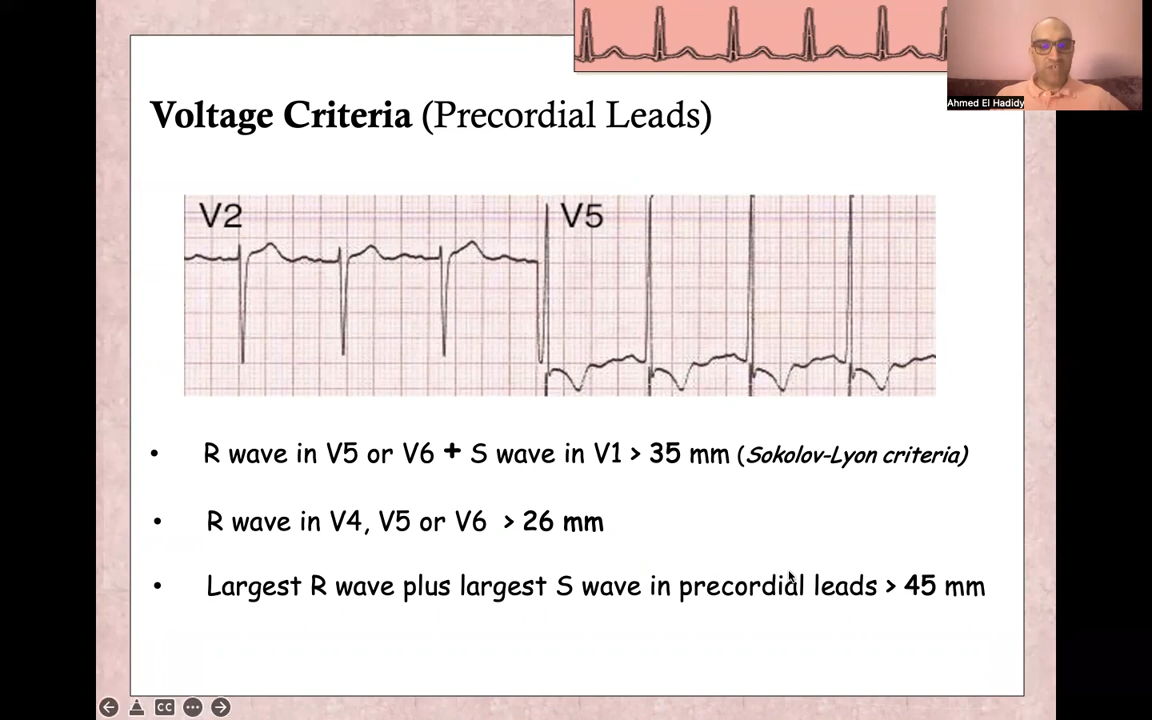 Ahmed El Hadidy
Voltage Criteria (Precordial Leads)
V2
V5
• R wave in V5 or V6 + S wave in V1 > 35 mm (Sokolov-Lyon criteria)
• R wave in V4, V5 or V6 > 26 mm
• Largest R wave plus largest S wave in precordial leads > 45 mm
CC